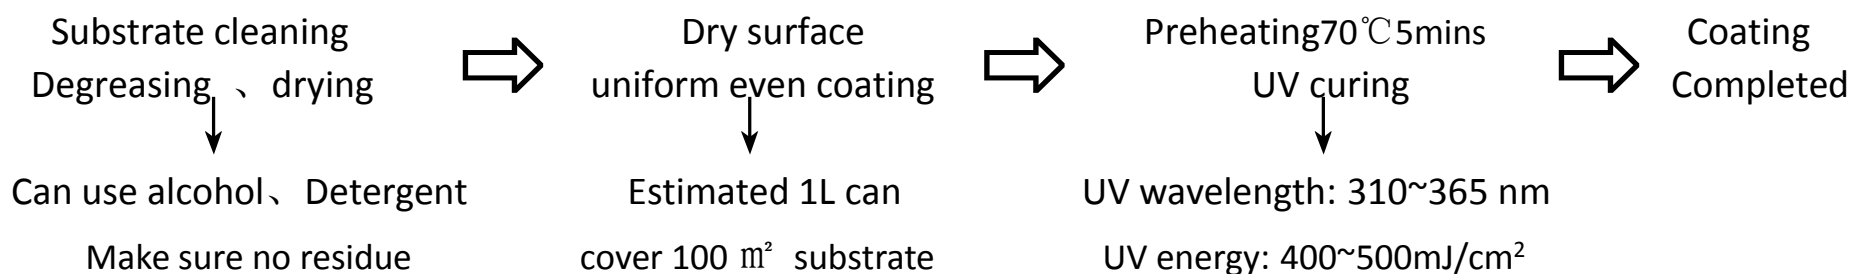 Substrate cleaning
Degreasing 、drying
Can use alcohol、Detergent
Make sure no residue
Dry surface
uniform even coating
Estimated 1L can
cover 100 ㎡ substrate
Preheating70℃5mins
UV curing
UV wavelength: 310~365 nm
UV energy: 400~500mJ/cm²
Coating
Completed